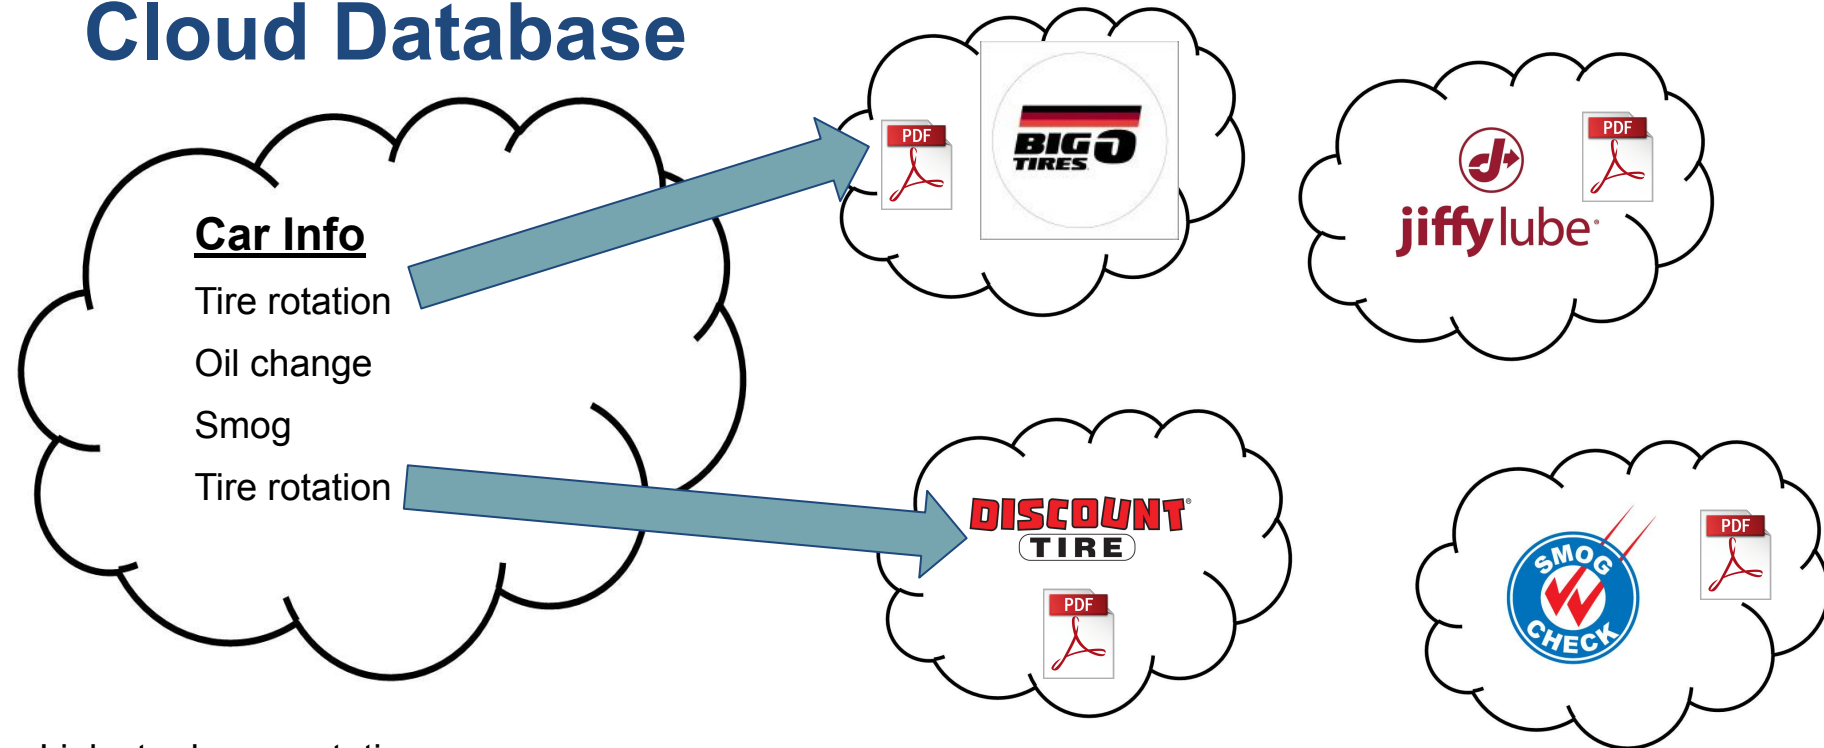 Cloud Database
Car Info
Tire rotation
Oil change
Smog
Tire rotation
PDF
BIG O
TIRES
PDF
jiffy lube
DISCOUNT
TIRE
PDF
SMOG
CHECK
PDF